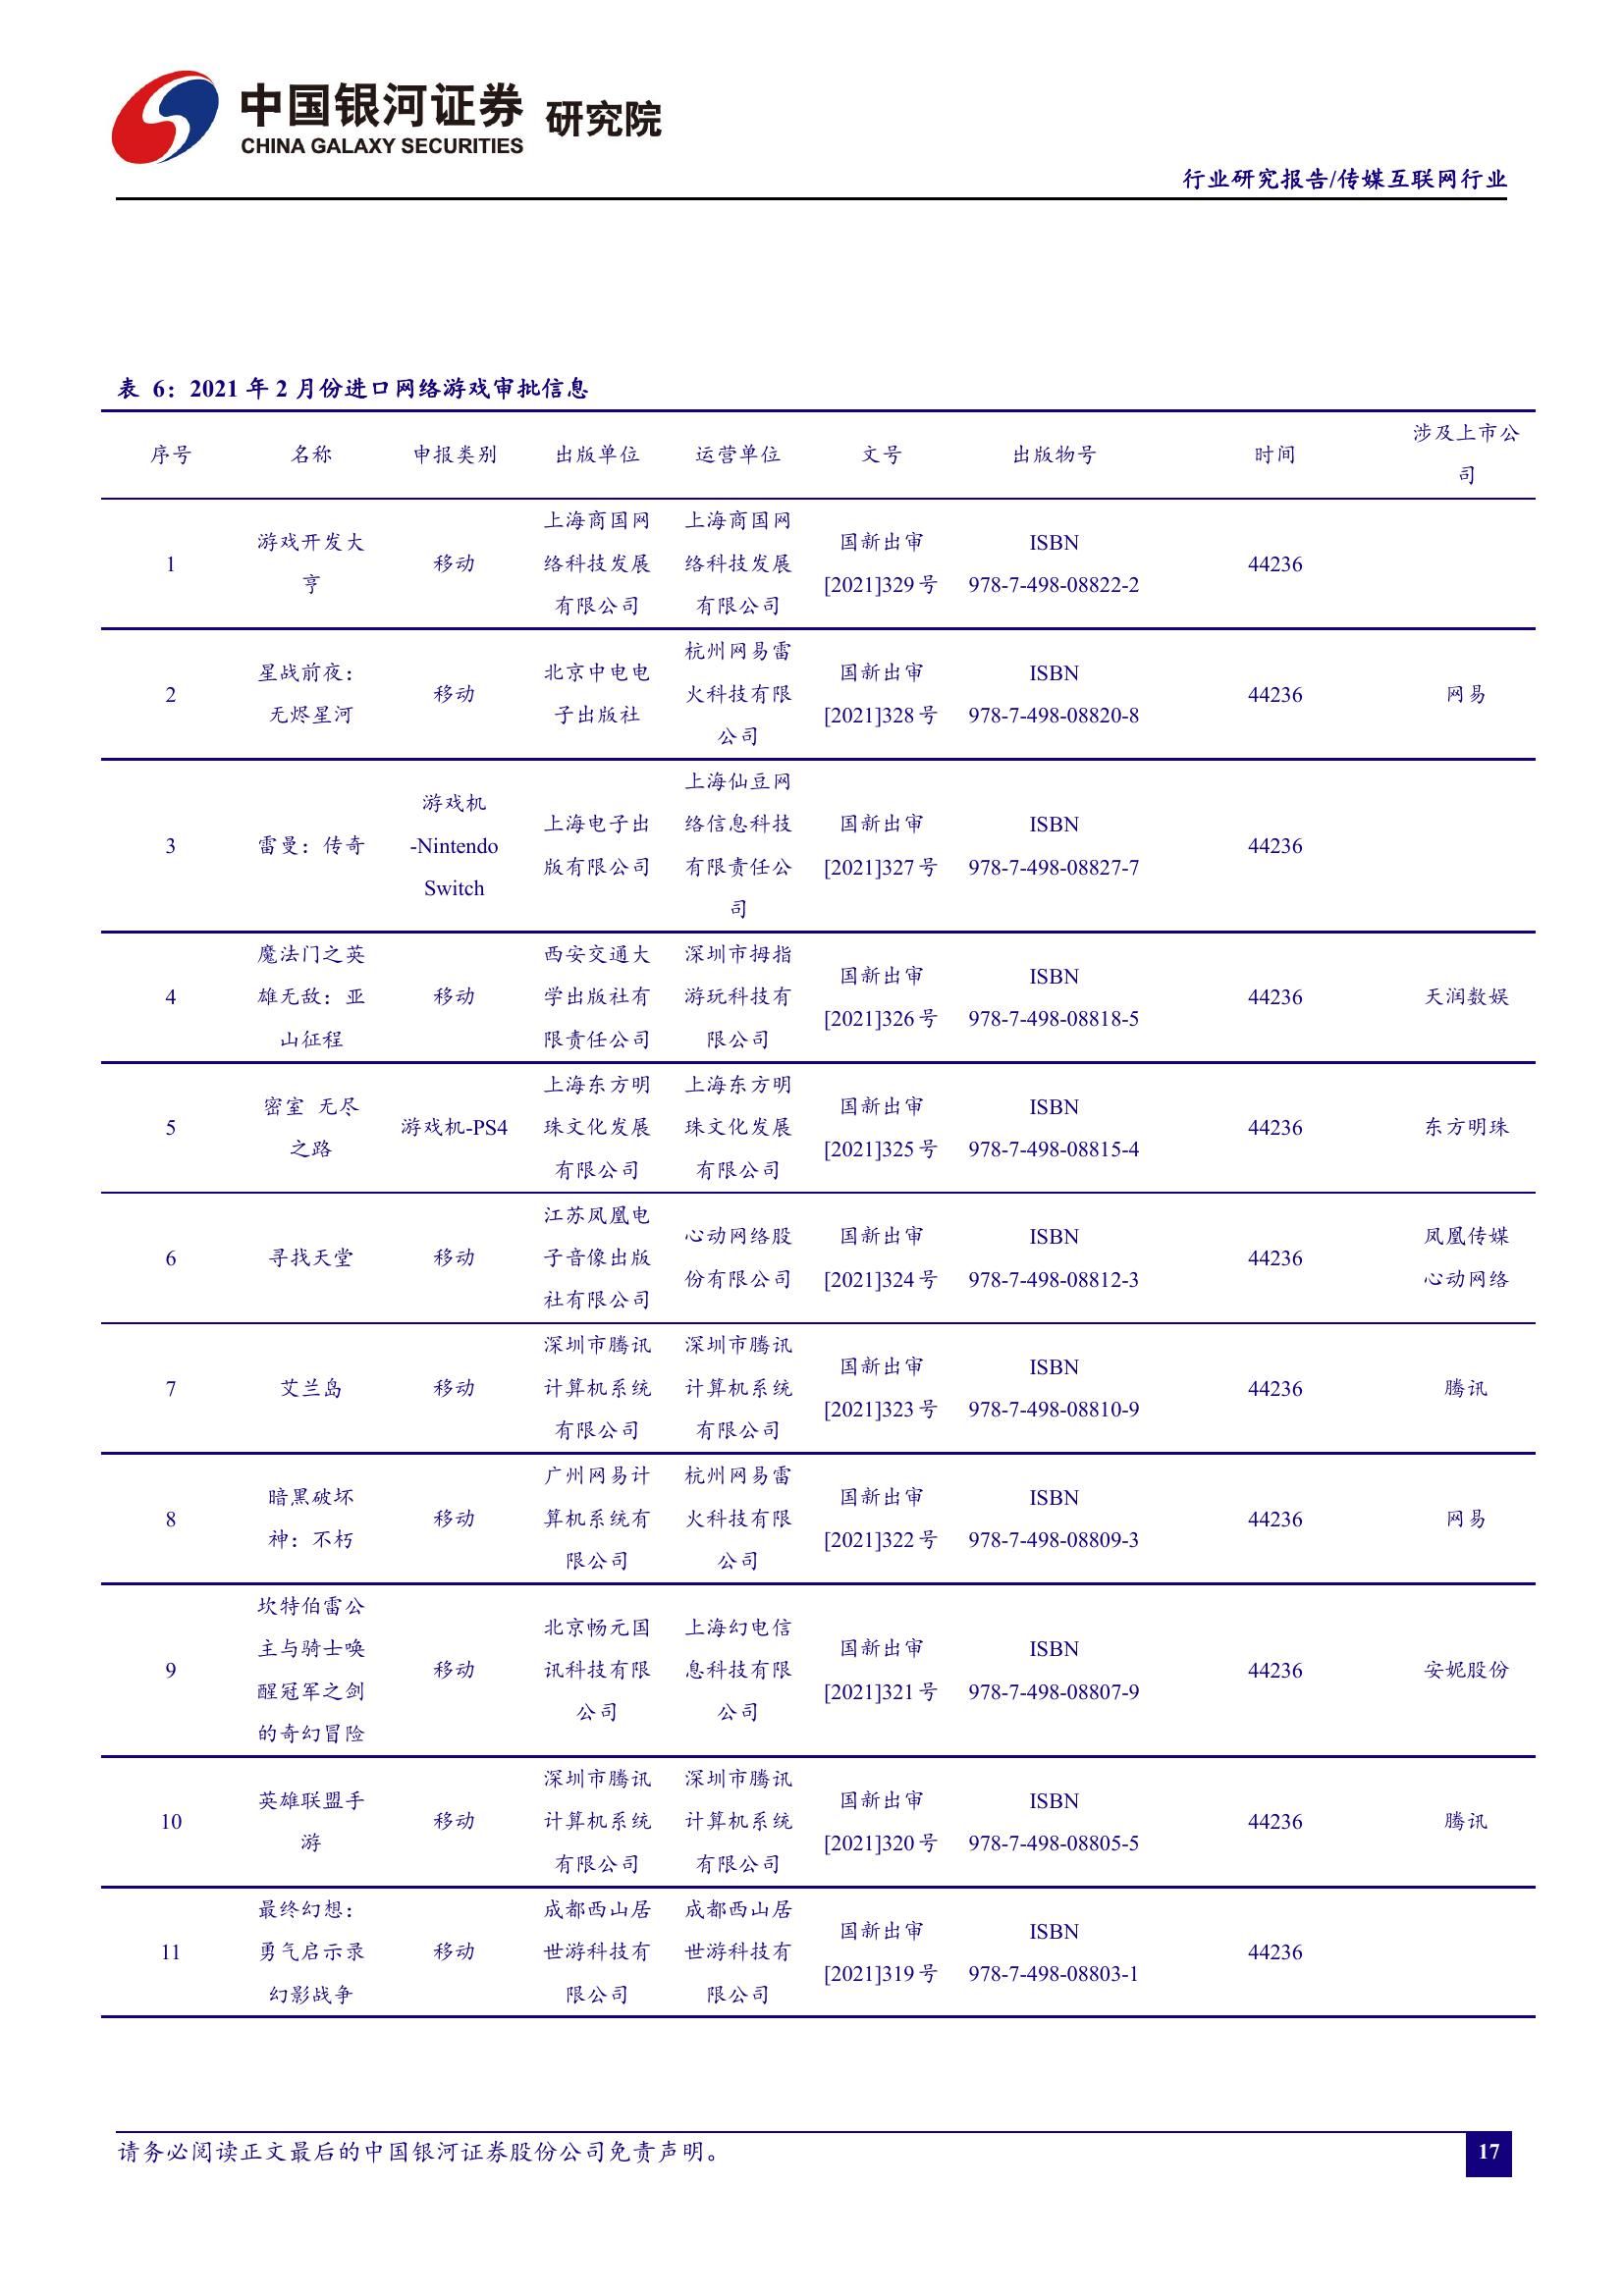 中国银河证券 研究院
CHINA GALAXY SECURITIES
行业研究报告/传媒互联网行业
表 6：2021 年 2 月份进口网络游戏审批信息
序号 名称 申报类别 出版单位 运营单位 文号 出版物号 时间 涉及上市公
司
上海商国网 上海商国网
游戏开发大 国新出审 ISBN
1 移动 络科技发展 络科技发展 44236
亨 [2021]329 号 978-7-498-08822-2
有限公司 有限公司
杭州网易雷
星战前夜： 北京中电电 国新出审 ISBN
2 移动 火科技有限 44236 网易
无烬星河 子出版社 [2021]328 号 978-7-498-08820-8
公司
上海仙豆网
游戏机
上海电子出 络信息科技 国新出审 ISBN
3 雷曼：传奇 -Nintendo 44236
版有限公司 有限责任公 [2021]327 号 978-7-498-08827-7
Switch
司
魔法门之英 西安交通大 深圳市拇指
国新出审 ISBN
4 雄无敌：亚 移动 学出版社有 游玩科技有 44236 天润数娱
[2021]326 号 978-7-498-08818-5
山征程 限责任公司 限公司
上海东方明 上海东方明
密室 无尽 国新出审 ISBN
5 游戏机-PS4 珠文化发展 珠文化发展 44236 东方明珠
之路 [2021]325 号 978-7-498-08815-4
有限公司 有限公司
江苏凤凰电
心动网络股 国新出审 ISBN 凤凰传媒
6 寻找天堂 移动 子音像出版 44236
份有限公司 [2021]324 号 978-7-498-08812-3 心动网络
社有限公司
深圳市腾讯 深圳市腾讯
国新出审 ISBN
7 艾兰岛 移动 计算机系统 计算机系统 44236 腾讯
[2021]323 号 978-7-498-08810-9
有限公司 有限公司
广州网易计 杭州网易雷
暗黑破坏 国新出审 ISBN
8 移动 算机系统有 火科技有限 44236 网易
神：不朽 [2021]322 号 978-7-498-08809-3
限公司 公司
坎特伯雷公
主与骑士唤 北京畅元国 上海幻电信 国新出审 ISBN
9 移动 讯科技有限 息科技有限 44236 安妮股份
醒冠军之剑 [2021]321 号 978-7-498-08807-9
公司 公司
的奇幻冒险
深圳市腾讯 深圳市腾讯
英雄联盟手 国新出审 ISBN
10 移动 计算机系统 计算机系统 44236 腾讯
游 [2021]320 号 978-7-498-08805-5
有限公司 有限公司
最终幻想： 成都西山居 成都西山居
国新出审 ISBN
11 勇气启示录 移动 世游科技有 世游科技有 44236
[2021]319 号 978-7-498-08803-1
幻影战争 限公司 限公司
请务必阅读正文最后的中国银河证券股份公司免责声明。 17